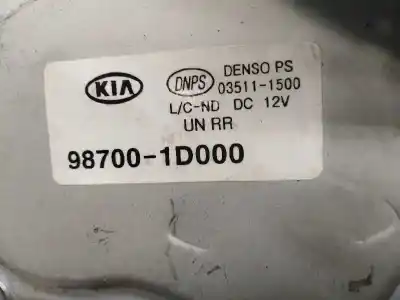 KIA DNPS DENSO PS
03511-1500
L/C-ND DC 12V
UN RR
98700-1D000